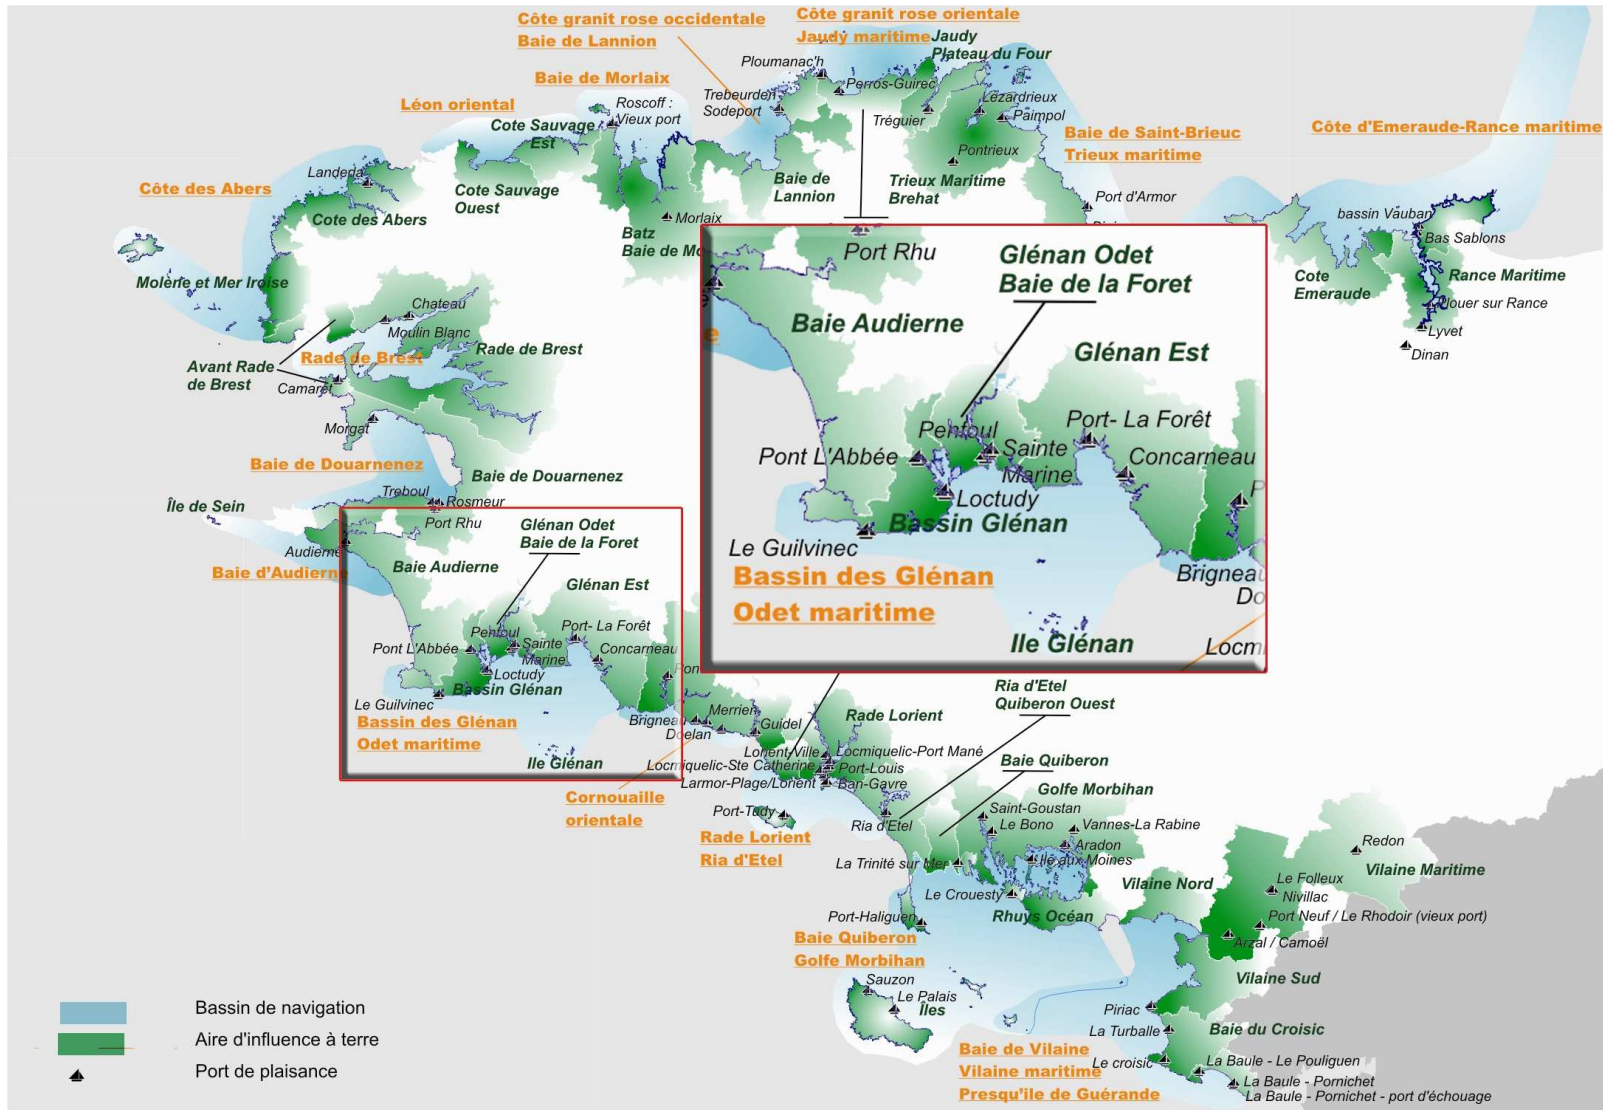 Côte granit rose occidentale
Baie de Lannion
Côte granit rose orientale
Jaudy maritime
Jaudy
Plateau du Four
Ploumanac'h
Perros-Guirec
Baie de Morlaix
Trebeurden
Sodeport
Léon oriental
Roscoff :
Vieux port
Cote Sauvage
Est
Tréguier
Lézardrieux
Paimpol
Baie de Saint-Brieuc
Trieux maritime
Côte d'Emeraude-Rance maritime
Pontrieux
Landeda
Côte des Abers
Cote des Abers
Cote Sauvage
Ouest
Baie de
Lannion
Trieux Maritime
Brehat
Port d'Armor
Morlaix
Batz
Baie de Mo
bassin Vauban
Bas Sablons
Molène et Mer Iroise
Cote
Emeraude
Rance Maritime
Plouer sur Rance
Lyvet
Dinan
Chateau
Moulin Blanc
Rade de Brest
Rade de Brest
Avant Rade
de Brest
Camaret
Morgat
Baie de Douarnenez
Baie de Douarnenez
Treboul
Rosmeur
Port Rhu
Île de Sein
Audierne
Baie d'Audierne
Port Rhu
Glénan Odet
Baie de la Foret
e
Baie Audierne
Glénan Est
Penfoul
Port- La Forêt
Pont L'Abbée
Sainte
Marine
Concarneau
P
Loctudy
Bassin Glénan
Le Guilvinec
Bassin des Glénan
Odet maritime
Brigneau
Do
Ile Glénan
Locm
Glénan Odet
Baie de la Foret
Baie Audierne
Glénan Est
Penfoul
Port- La Forêt
Pont L'Abbée
Sainte
Marine
Concarneau
Pon
Loctudy
Bassin Glénan
Le Guilvinec
Bassin des Glénan
Odet maritime
Ile Glénan
Brigneau
Merrien
Doelan
Guidel
Rade Lorient
Ria d'Etel
Quiberon Ouest
Lorient-Ville
Locmiquelic-Port Mané
Locmiquelic-Ste Catherine
Port-Louis
Larmor-Plage/Lorient
Ban-Gavre
Baie Quiberon
Golfe Morbihan
Cornouaille
orientale
Port-Tudy
Ria d'Etel
Saint-Goustan
Le Bono
Vannes-La Rabine
Aradon
Rade Lorient
Ria d'Etel
La Trinité sur Mer
Ile aux Moines
Redon
Vilaine Maritime
Le Crouesty
Vilaine Nord
Le Folleux
Nivillac
Port-Haliguen
Rhuys Océan
Port Neuf / Le Rhodoir (vieux port)
Arzal / Camoël
Baie Quiberon
Golfe Morbihan
Sauzon
Le Palais
Îles
Vilaine Sud
Piriac
La Turballe
Baie du Croisic
Baie de Vilaine
Vilaine maritime
Presqu'ile de Guérande
Le croisic
La Baule - Le Pouliguen
La Baule - Pornichet
La Baule - Pornichet - port d'échouage
Bassin de navigation
Aire d'influence à terre
Port de plaisance